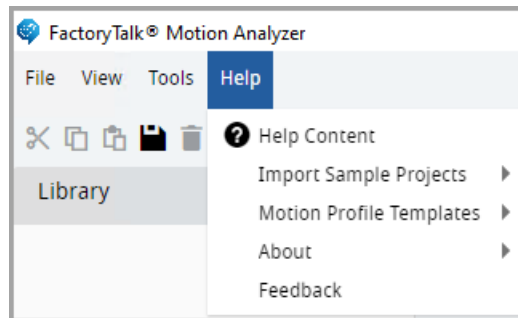 FactoryTalk® Motion Analyzer
File View Tools Help
Help Content
Import Sample Projects
Library
Motion Profile Templates
About
Feedback